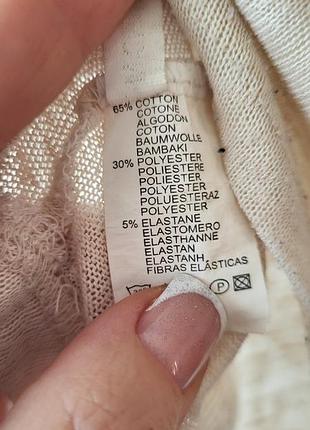 65% COTTON
COTONE
ALGODON
COTON
BAUMWOLLE
BAMBAKI
30% POLYESTER
POLIESTERE
POLIESTER
POLIESTER
POLUESTERAZ
POLYESTER
5% ELASTANE
ELASTOMERO
ELASTHANNE
ELASTAN
ELASTANH
FIBRAS ELÁSTICAS
P